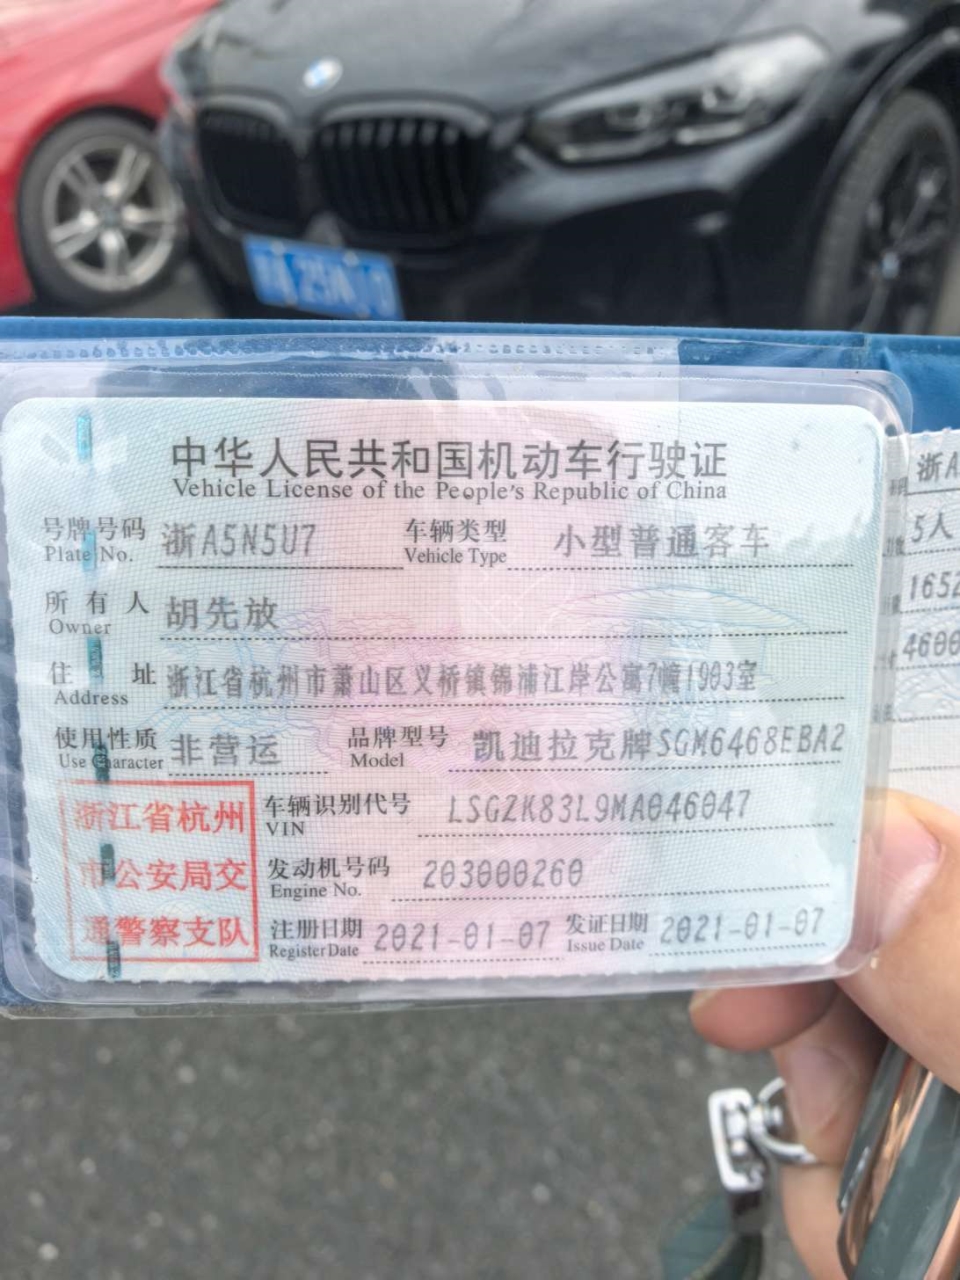 中华人民共和国机动车行驶证
Vehicle License of the People's Republic of China
号牌号码 浙A5N5U7 车辆类型 小型普通客车
Plate No. Vehicle Type
所有人 胡先放
Owner
住址 浙江省杭州市萧山区义桥镇锦浦江岸公寓7幢1903室
Address
使用性质 非营运 品牌型号 凯迪拉克牌SGM6468EBA2
Use Character Model
浙江省杭州
市公安局交
通警察支队
车辆识别代号 LSGZK83L9MA046047
VIN
发动机号码 203000260
Engine No.
注册日期 2021-01-07 发证日期 2021-01-07
Register Date Issue Date
浙A
5人
1652
4600